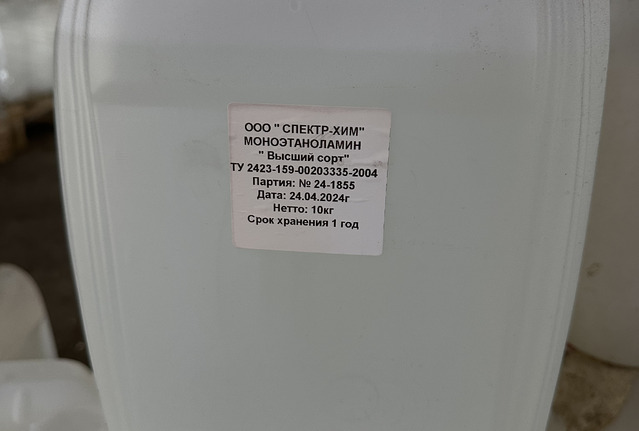 ООО " СПЕКТР-ХИМ"
МОНОЭТАНОЛАМИН
" Высший сорт"
ТУ 2423-159-00203335-2004
Партия: № 24-1855
Дата: 24.04.2024г
Нетто: 10кг
Срок хранения 1 год